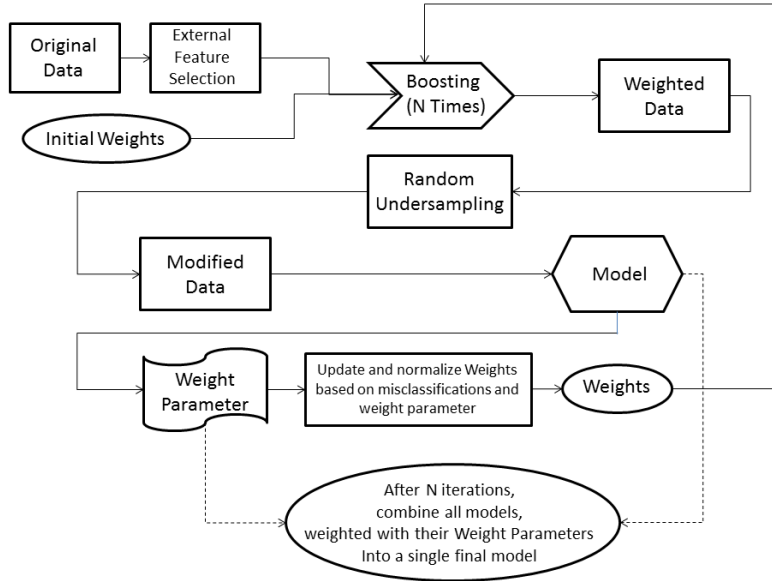 Original
Data
External
Feature
Selection
Boosting
(N Times)
Weighted
Data
Initial Weights
Random
Undersampling
Modified
Data
Model
Weight
Parameter
Update and normalize Weights
based on misclassifications and
weight parameter
Weights
After N iterations,
combine all models,
weighted with their Weight Parameters
Into a single final model